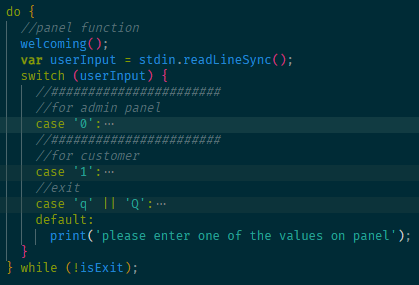 do {
//panel function
welcoming();
var userInput = stdin.readLineSync();
switch (userInput) {
//#######################
//for admin panel
case '0':···
//#######################
//for customer
case '1':···
//exit
case 'q' || 'Q':···
default:
print('please enter one of the values on panel');
}
} while (!isExit);